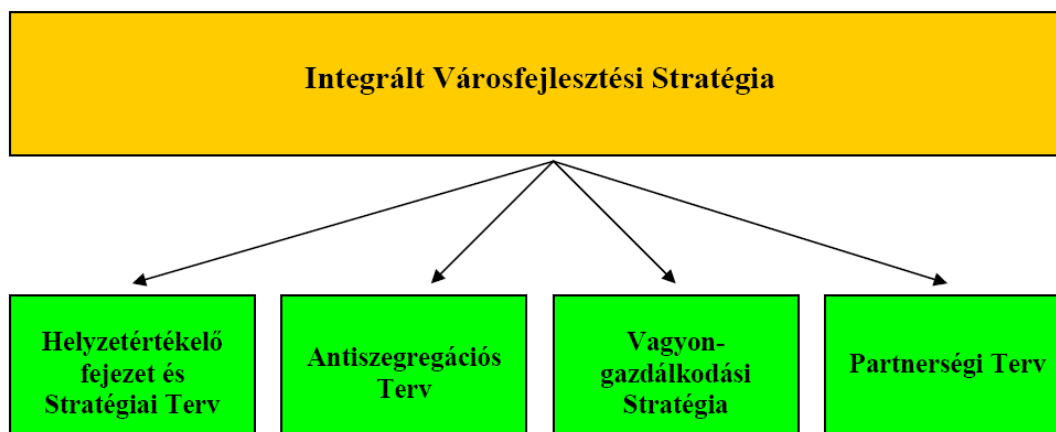 Integrált Városfejlesztési Stratégia
Helyzetértékelő
fejezet és
Stratégiai Terv
Antiszegregációs
Terv
Vagyon-
gazdálkodási
Stratégia
Partnerségi Terv